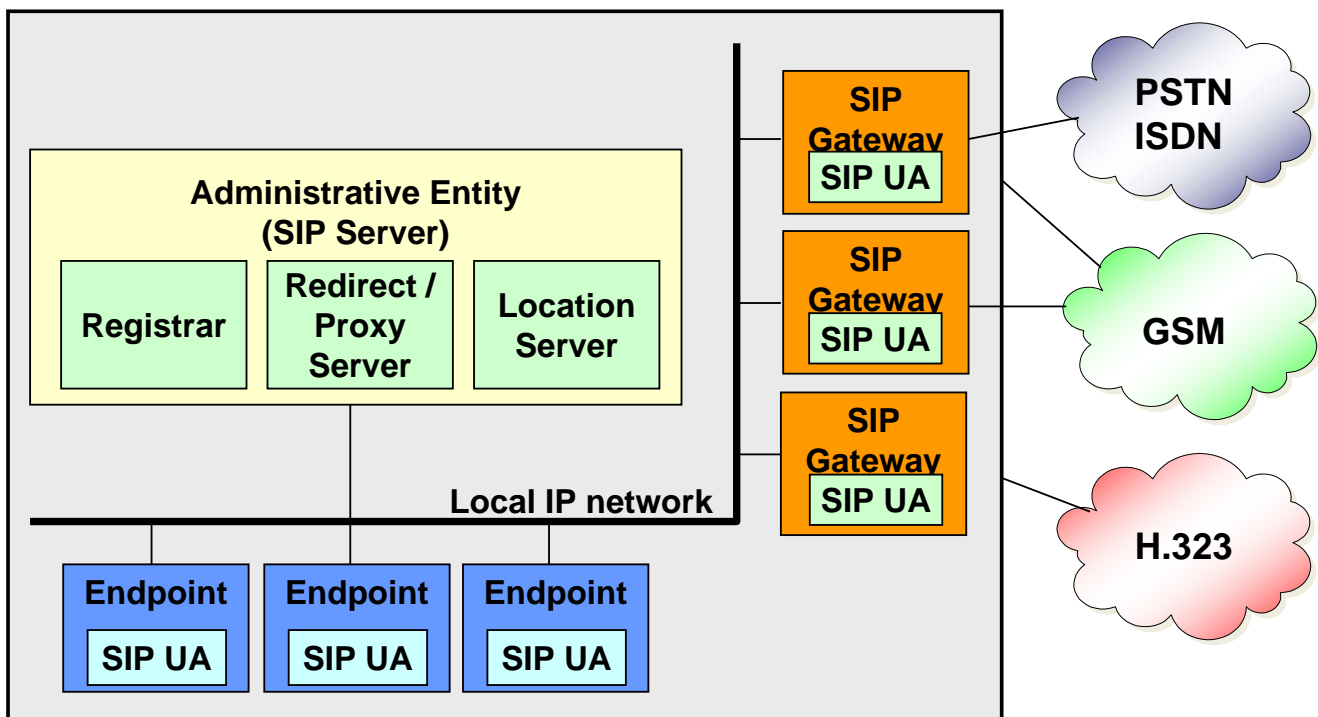 Administrative Entity
(SIP Server)
Registrar
Redirect /
Proxy
Server
Location
Server
Local IP network
Endpoint
SIP UA
Endpoint
SIP UA
Endpoint
SIP UA
SIP
Gateway
SIP UA
SIP
Gateway
SIP UA
SIP
Gateway
SIP UA
PSTN
ISDN
GSM
H.323